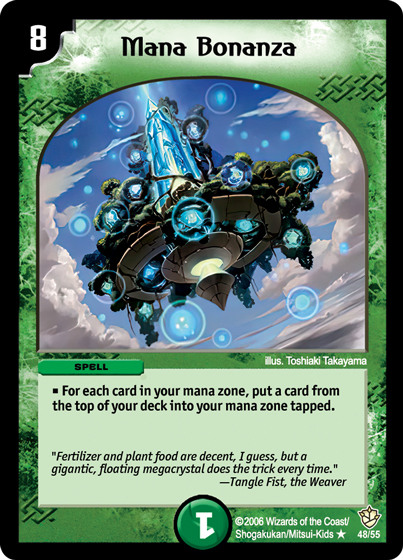 8
Mana Bonanza
illus. Toshiaki Takayama
SPELL
▪ For each card in your mana zone, put a card from
the top of your deck into your mana zone tapped.
"Fertilizer and plant food are decent, I guess, but a
gigantic, floating megacrystal does the trick every time."
—Tangle Fist, the Weaver
1
©2006 Wizards of the Coast/
Shogakukan/Mitsui-Kids ★ 48/55